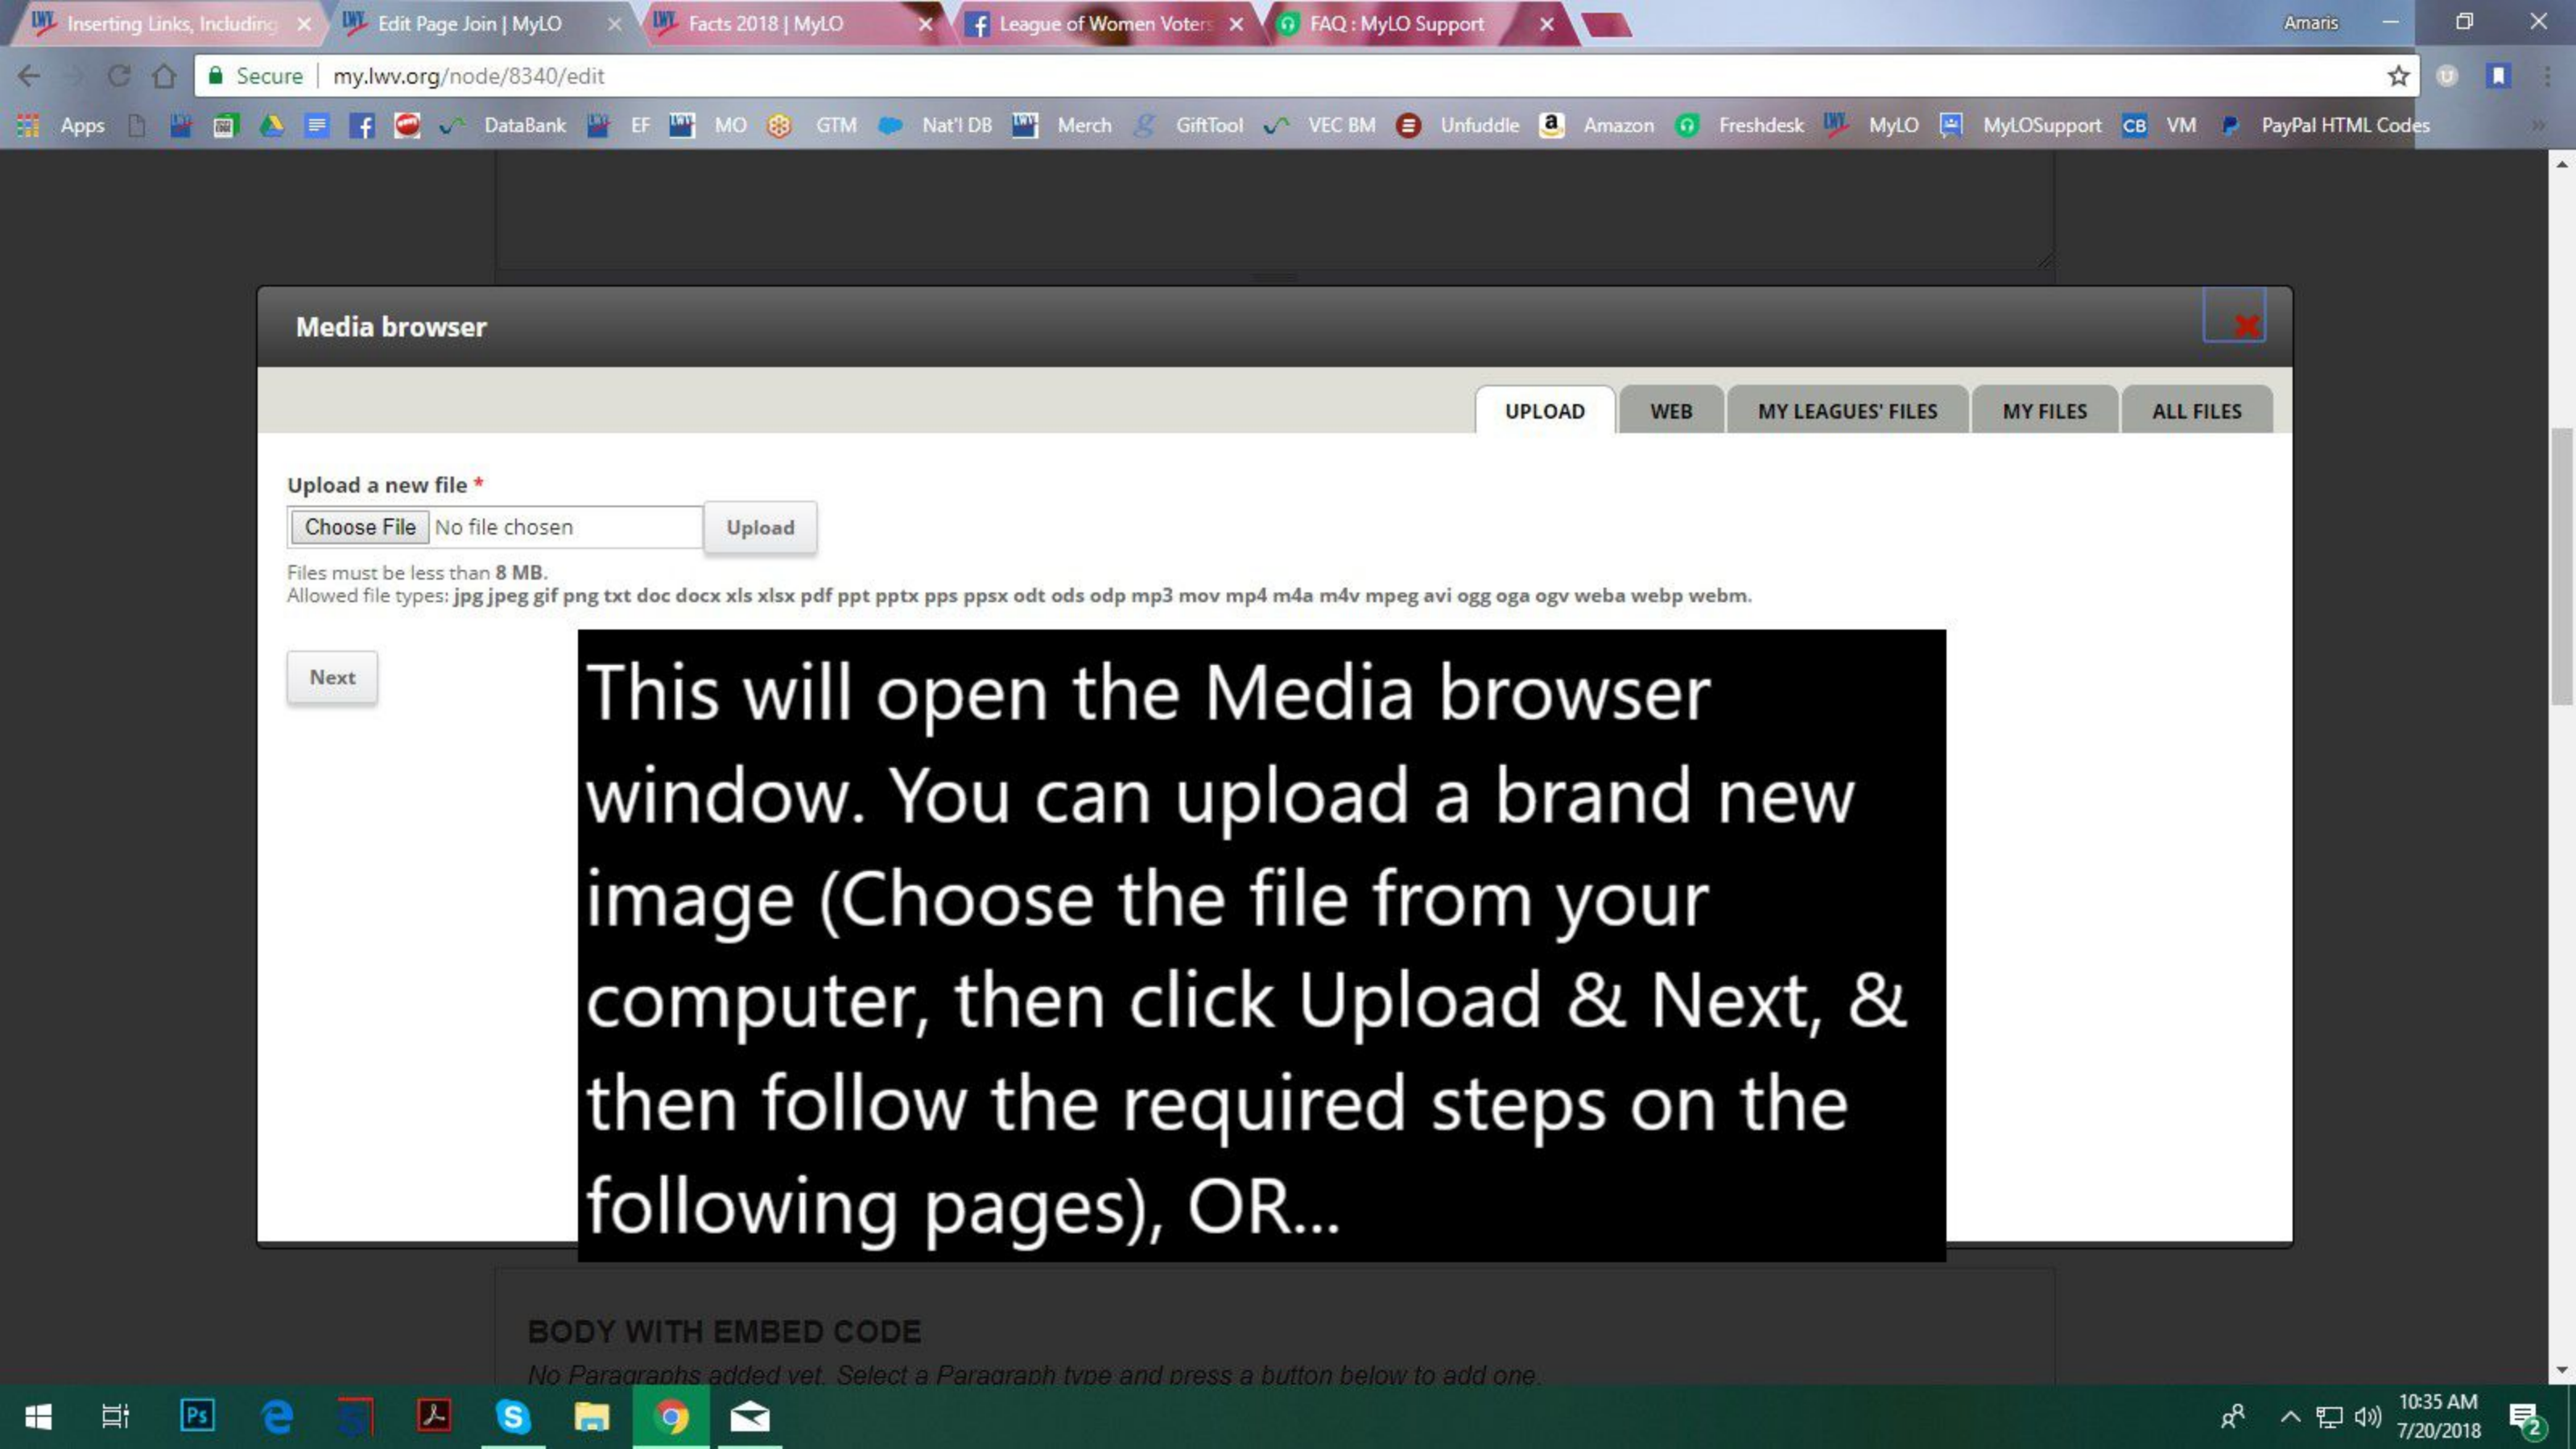 Inserting Links, Including
Edit Page Join | MyLO
Facts 2018 | MyLO
League of Women Voters
FAQ : MyLO Support
Amaris
Secure | my.lwv.org/node/8340/edit
Apps DataBank EF MO GTM Nat'l DB Merch GiftTool VEC BM Unfuddle Amazon Freshdesk MyLO MyLOSupport CB VM PayPal HTML Codes
Media browser
UPLOAD WEB MY LEAGUES' FILES MY FILES ALL FILES
Upload a new file *
Choose File No file chosen Upload
Files must be less than 8 MB.
Allowed file types: jpg jpeg gif png txt doc docx xls xlsx pdf ppt pptx pps ppsx odt ods odp mp3 mov mp4 m4a m4v mpeg avi ogg oga ogv weba webp webm.
Next
This will open the Media browser
window. You can upload a brand new
image (Choose the file from your
computer, then click Upload & Next, &
then follow the required steps on the
following pages), OR...
BODY WITH EMBED CODE
No Paragraphs added yet. Select a Paragraph type and press a button below to add one.
10:35 AM
7/20/2018
2